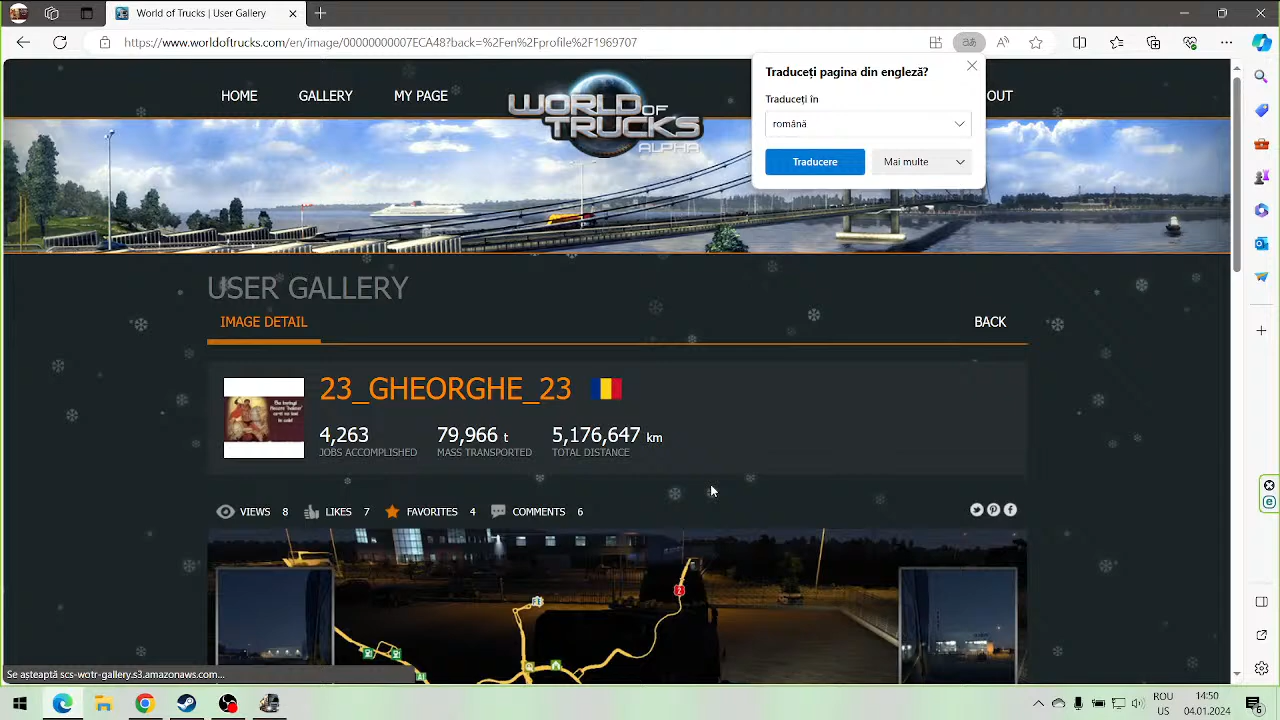 World of Trucks | User Gallery
https://www.worldoftrucks.com/en/image/00000000007ECA48?back=%2Fen%2Fprofile%2F1969707
Traduceți pagina din engleză?
Traduceți în
română
Traducere
Mai multe
HOME
GALLERY
MY PAGE
WORLD OF
TRUCKS
ALPHA
OUT
USER GALLERY
IMAGE DETAIL
BACK
23_GHEORGHE_23
4,263
79,966 t
5,176,647 km
JOBS ACCOMPLISHED
MASS TRANSPORTED
TOTAL DISTANCE
VIEWS 8
LIKES 7
FAVORITES 4
COMMENTS 6
2
Se așteaptă scs-wotr-gallery.s3.amazonaws.com...
ROU
US
14:50
04.01.2024
6